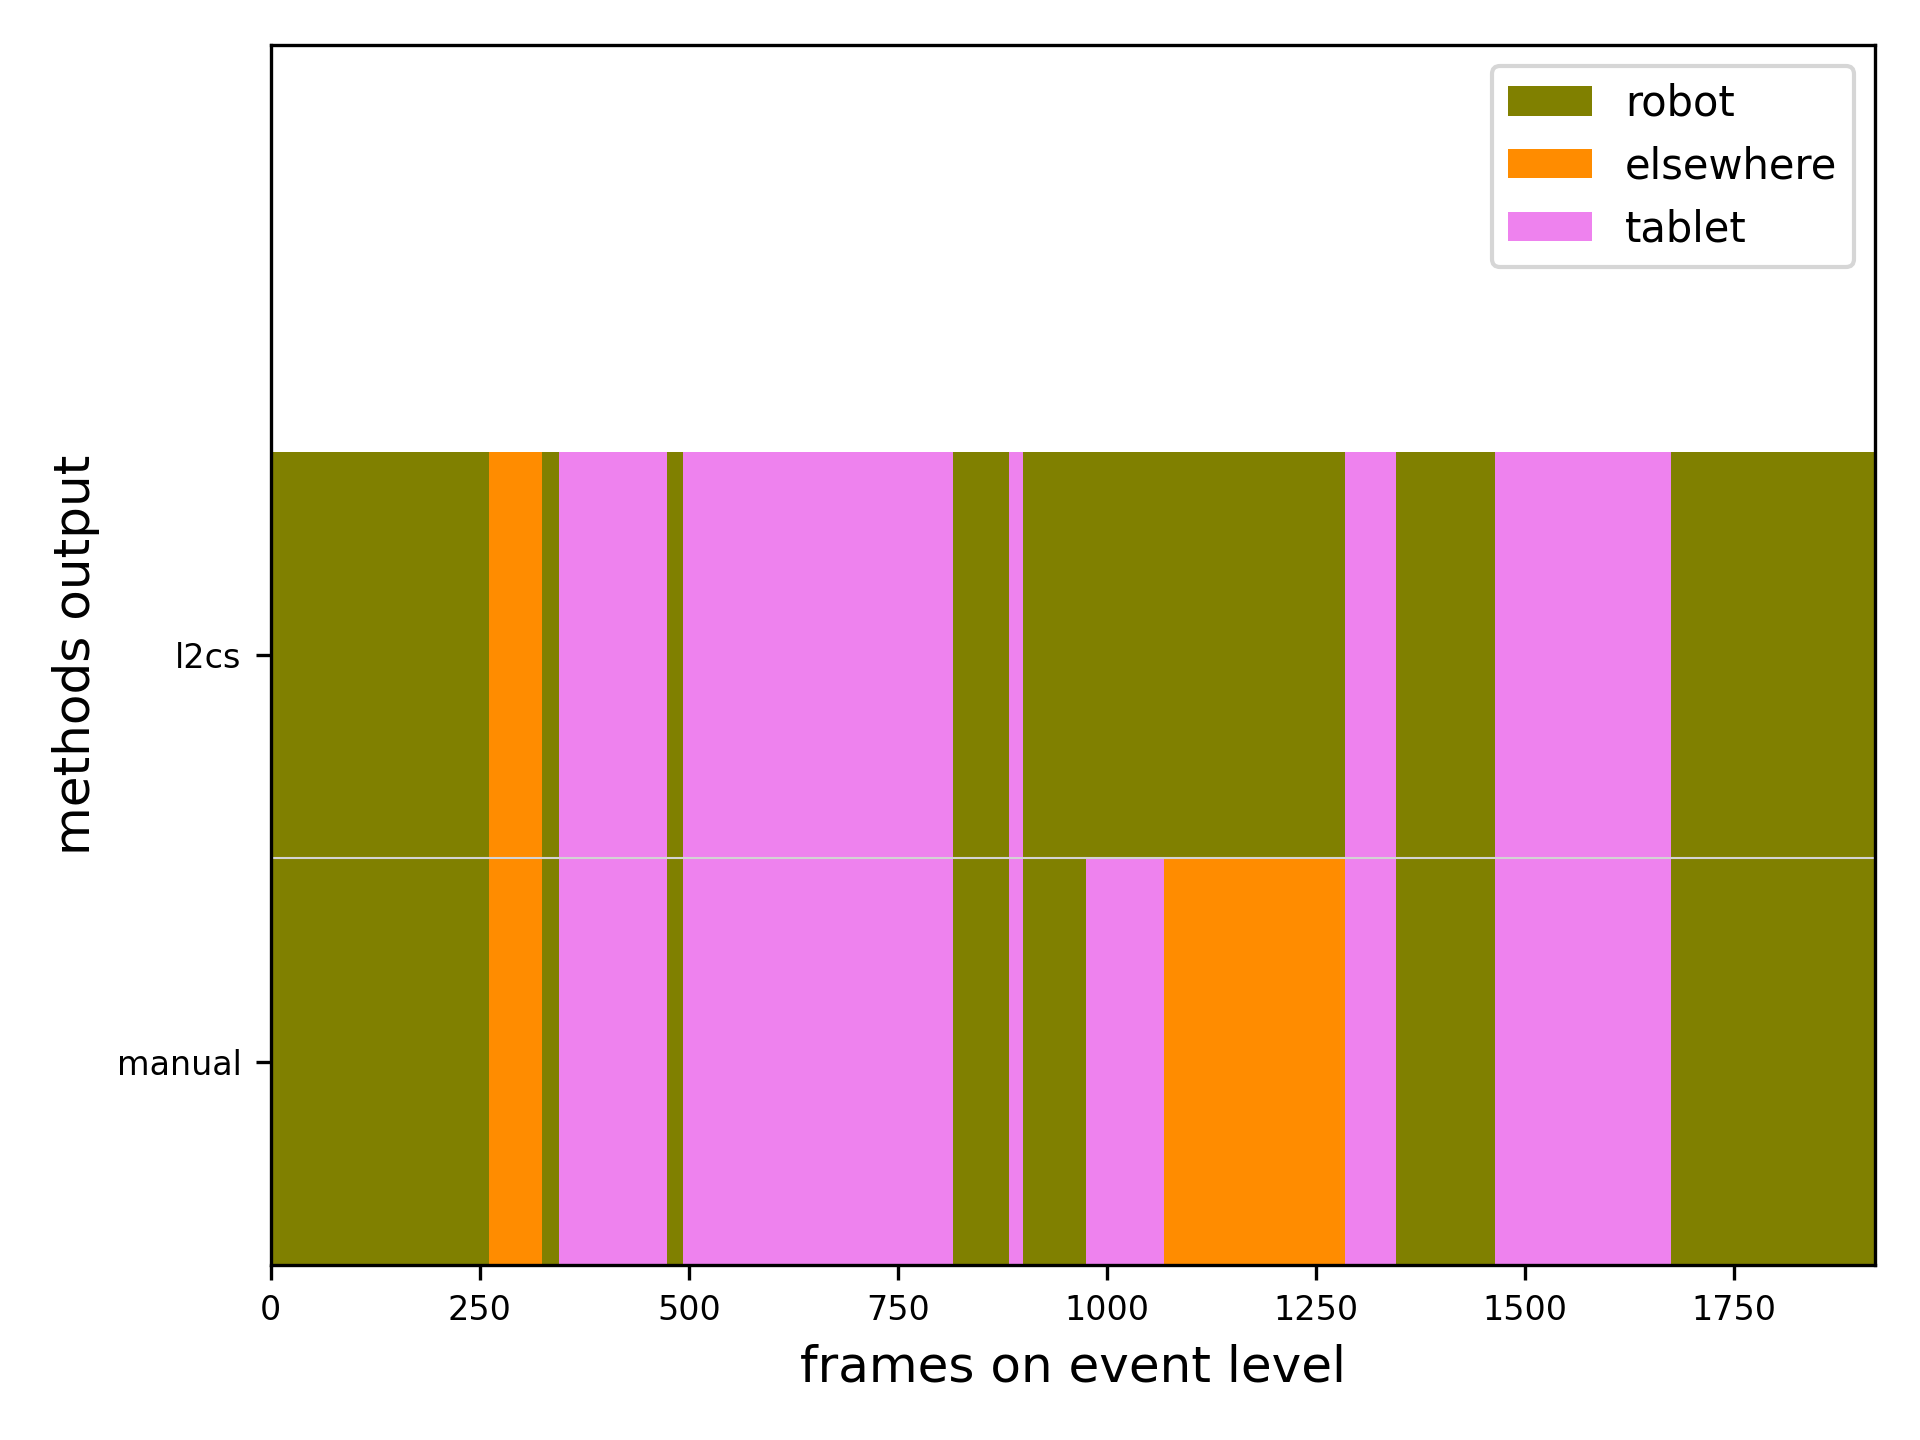 robot
elsewhere
tablet
methods output
l2cs
manual
0 250 500 750 1000 1250 1500 1750
frames on event level